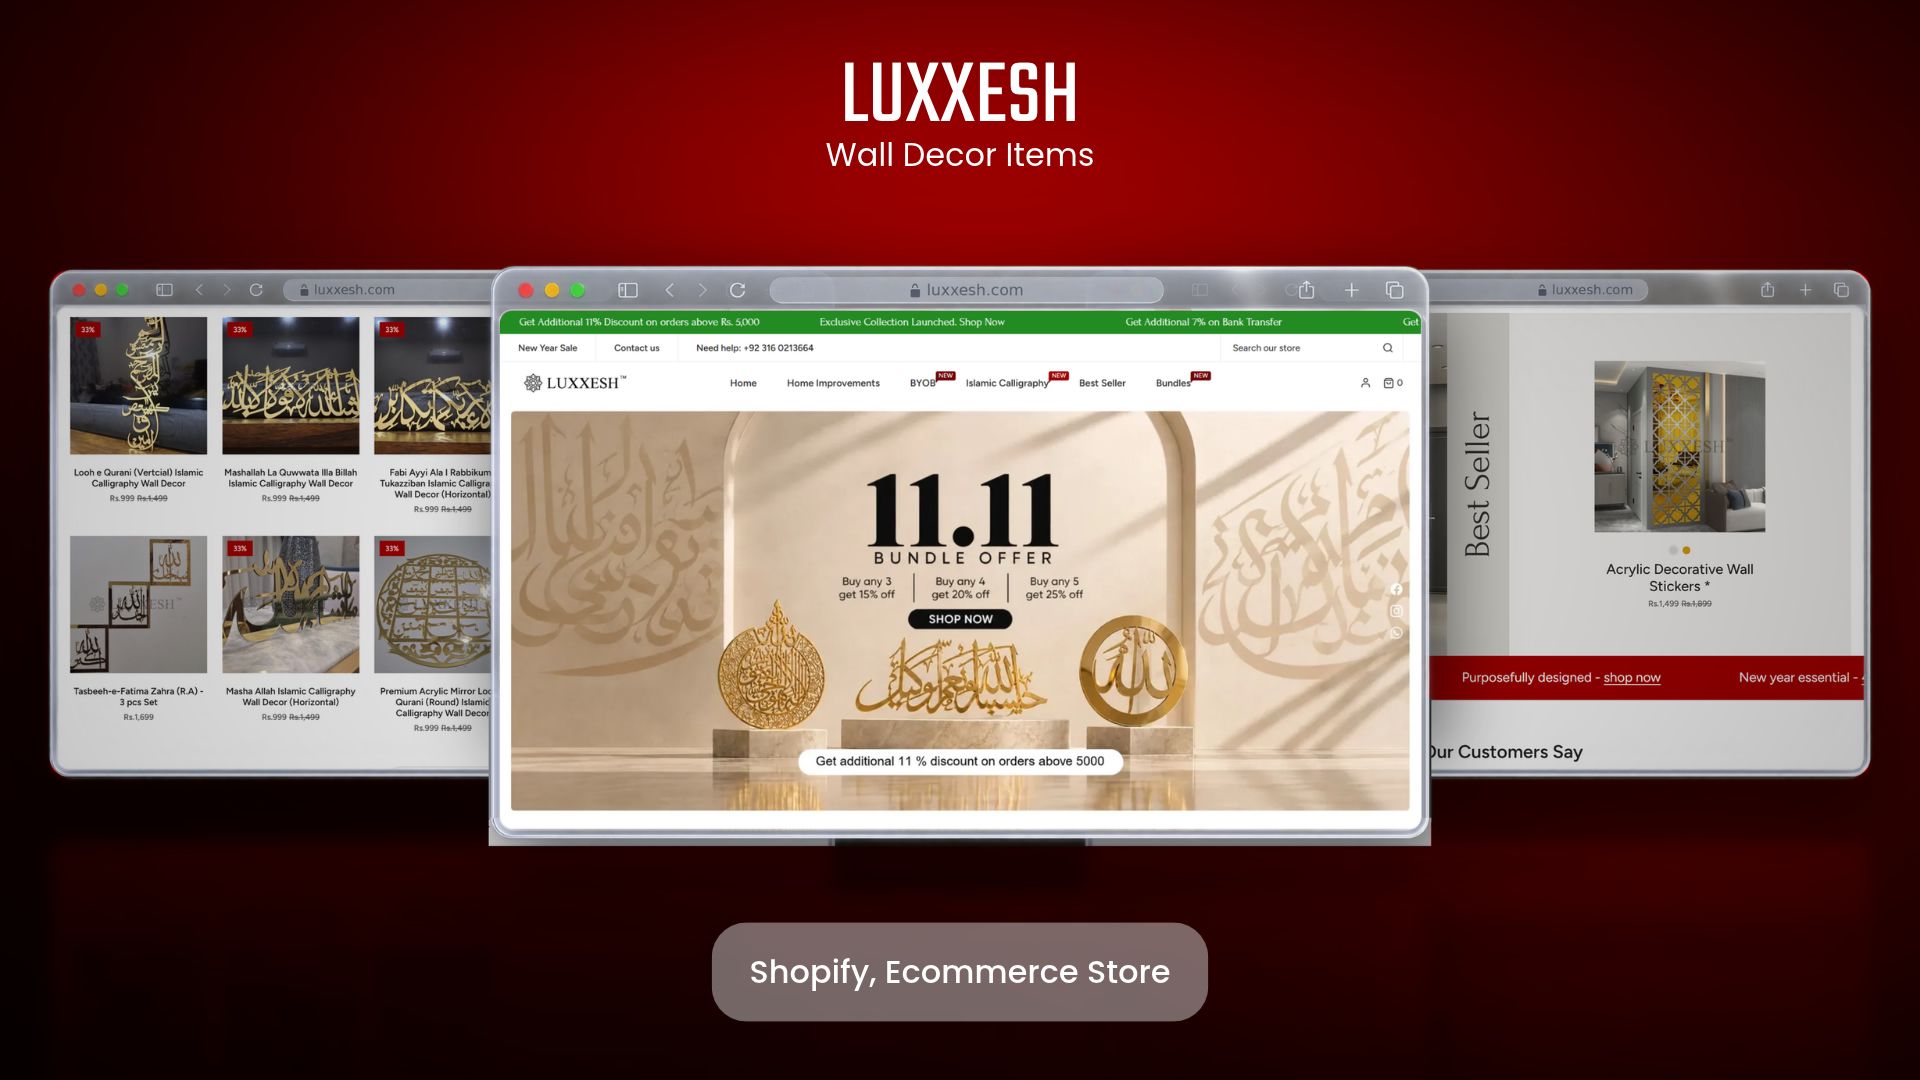 LUXXESH
Wall Decor Items
luxxesh.com
33%
33%
33%
Looh e Qurani (Vertcial) Islamic
Calligraphy Wall Decor
Rs.999 Rs.1,499
Mashallah La Quwwata Illa Billah
Islamic Calligraphy Wall Decor
Rs.999 Rs.1,499
Fabi Ayyi Ala I Rabbikum
Tukazziban Islamic Calligra
Wall Decor (Horizontal)
Rs.999 Rs.1,499
33%
33%
LUXXESH™
Tasbeeh-e-Fatima Zahra (R.A) -
3 pcs Set
Rs.1,699
Masha Allah Islamic Calligraphy
Wall Decor (Horizontal)
Rs.999 Rs.1,499
Premium Acrylic Mirror Loo
Qurani (Round) Islamic
Calligraphy Wall Decor
Rs.999 Rs.1,499
luxxesh.com
Get Additional 11% Discount on orders above Rs. 5,000
Exclusive Collection Launched. Shop Now
Get Additional 7% on Bank Transfer
Get
New Year Sale
Contact us
Need help: +92 316 0213664
Search our store
LUXXESH™
Home
Home Improvements
BYOB NEW
Islamic Calligraphy NEW
Best Seller
Bundles NEW
0
11.11
BUNDLE OFFER
Buy any 3
get 15% off
Buy any 4
get 20% off
Buy any 5
get 25% off
SHOP NOW
الله
Get additional 11 % discount on orders above 5000
luxxesh.com
Best Seller
LUXXESH™
Acrylic Decorative Wall
Stickers *
Rs.1,499 Rs.1,899
Purposefully designed - shop now
New year essential -
Our Customers Say
Shopify, Ecommerce Store